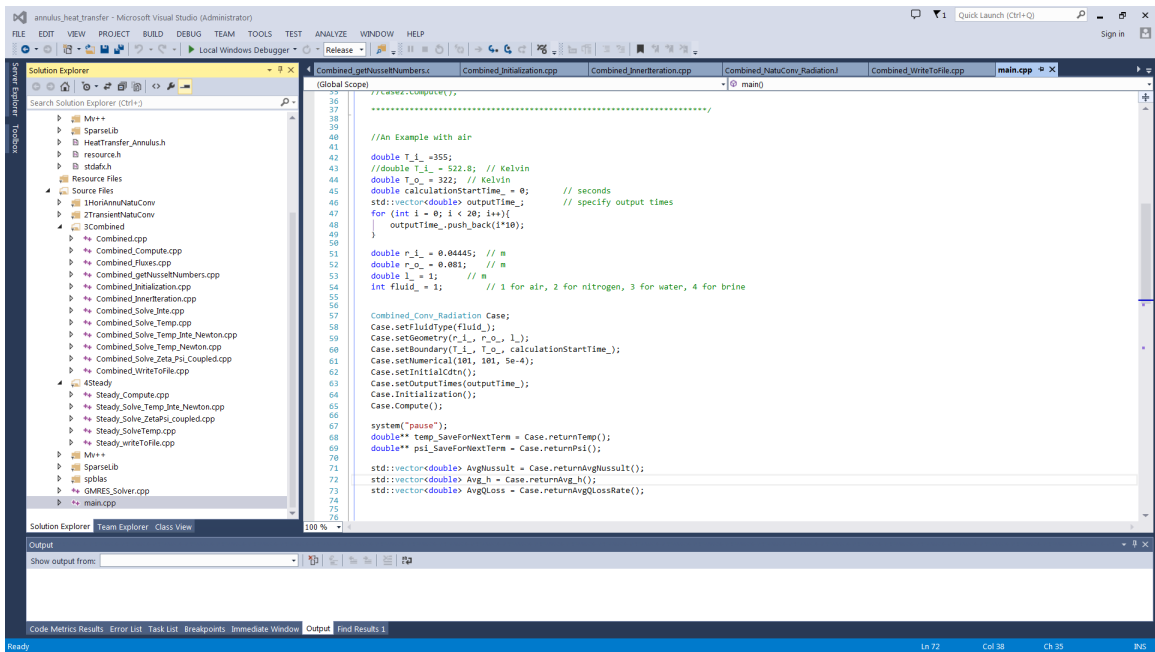 annulus_heat_transfer - Microsoft Visual Studio (Administrator)
1
Quick Launch (Ctrl+Q)
FILE EDIT VIEW PROJECT BUILD DEBUG TEAM TOOLS TEST ANALYZE WINDOW HELP
Sign in
Local Windows Debugger
Release
Server Explorer
Toolbox
Solution Explorer
Search Solution Explorer (Ctrl+;)
Mv++
SparseLib
HeatTransfer_Annulus.h
resource.h
stdafx.h
Resource Files
Source Files
1HoriAnnuNatuConv
2TransientNatuConv
3Combined
Combined.cpp
Combined_Compute.cpp
Combined_Fluxes.cpp
Combined_getNusseltNumbers.cpp
Combined_Initialization.cpp
Combined_InnerIteration.cpp
Combined_Solve_Inte.cpp
Combined_Solve_Temp.cpp
Combined_Solve_Temp_Inte_Newton.cpp
Combined_Solve_Temp_Newton.cpp
Combined_Solve_Zeta_Psi_Coupled.cpp
Combined_WriteToFile.cpp
4Steady
Steady_Compute.cpp
Steady_Solve_Temp_Inte_Newton.cpp
Steady_Solve_ZetaPsi_coupled.cpp
Steady_SolveTemp.cpp
Steady_writeToFile.cpp
Mv++
SparseLib
spblas
GMRES_Solver.cpp
main.cpp
Solution Explorer Team Explorer Class View
Combined_getNusseltNumbers.c Combined_Initialization.cpp Combined_InnerIteration.cpp Combined_NatuConv_Radiation.l Combined_WriteToFile.cpp main.cpp
(Global Scope) main()
35 //case2.Compute();
36
37 **********************************************************************/
38
39
40 //An Example with air
41
42 double T_i_ =355;
43 //double T_i_ = 522.8; // Kelvin
44 double T_o_ = 322; // Kelvin
45 double calculationStartTime_ = 0; // seconds
46 std::vector<double> outputTime_; // specify output times
47 for (int i = 0; i < 20; i++){
48 outputTime_.push_back(i*10);
49 }
50
51 double r_i_ = 0.04445; // m
52 double r_o_ = 0.081; // m
53 double l_ = 1; // m
54 int fluid_ = 1; // 1 for air, 2 for nitrogen, 3 for water, 4 for brine
55
56
57 Combined_Conv_Radiation Case;
58 Case.setFluidType(fluid_);
59 Case.setGeometry(r_i_, r_o_, l_);
60 Case.setBoundary(T_i_, T_o_, calculationStartTime_);
61 Case.setNumerical(101, 101, 5e-4);
62 Case.setInitialCdtn();
63 Case.setOutputTimes(outputTime_);
64 Case.Initialization();
65 Case.Compute();
66
67 system("pause");
68 double** temp_SaveForNextTerm = Case.returnTemp();
69 double** psi_SaveForNextTerm = Case.returnPsi();
70
71 std::vector<double> AvgNussult = Case.returnAvgNussult();
72 std::vector<double> Avg_h = Case.returnAvg_h();
73 std::vector<double> AvgQLoss = Case.returnAvgQLossRate();
74
75
76
100 %
Output
Show output from:
Code Metrics Results Error List Task List Breakpoints Immediate Window Output Find Results 1
Ready Ln 72 Col 38 Ch 35 INS